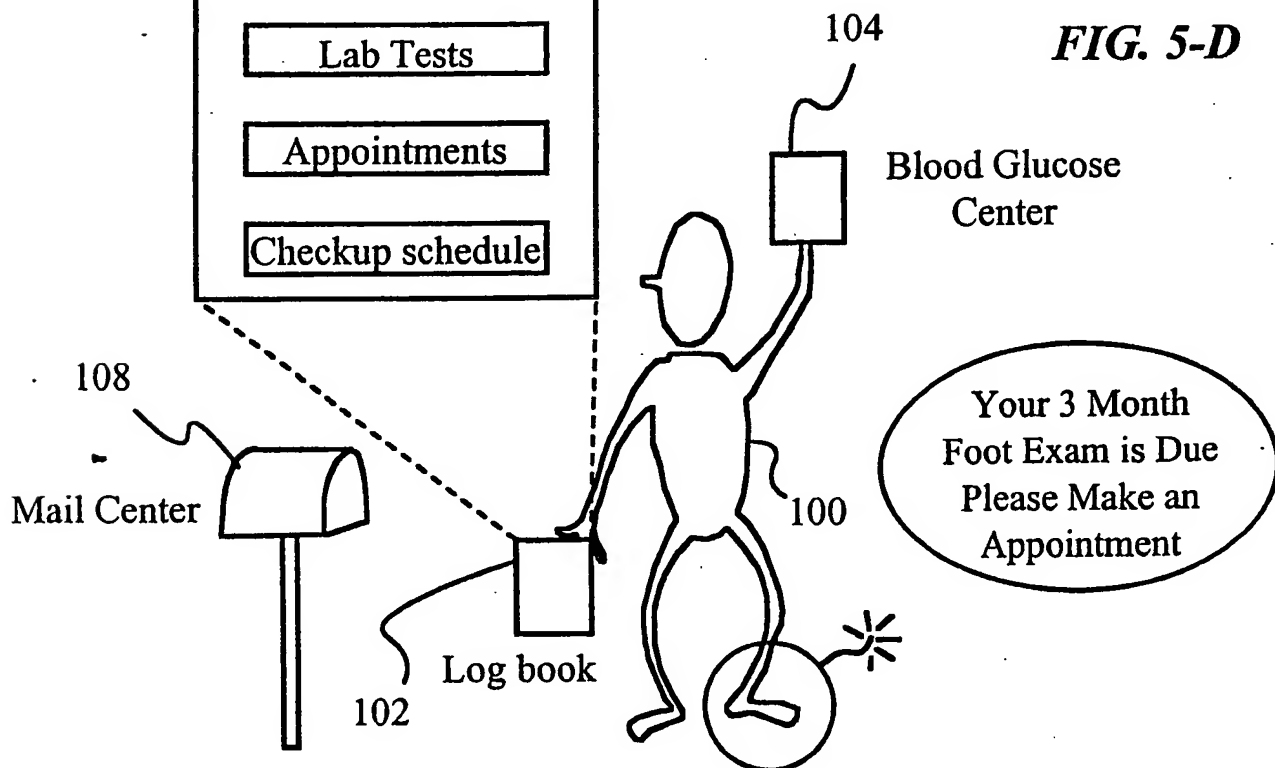 FIG. 5-D
Lab Tests
Appointments
Checkup schedule
104
Blood Glucose
Center
108
Mail Center
100
Your 3 Month
Foot Exam is Due
Please Make an
Appointment
Log book
102